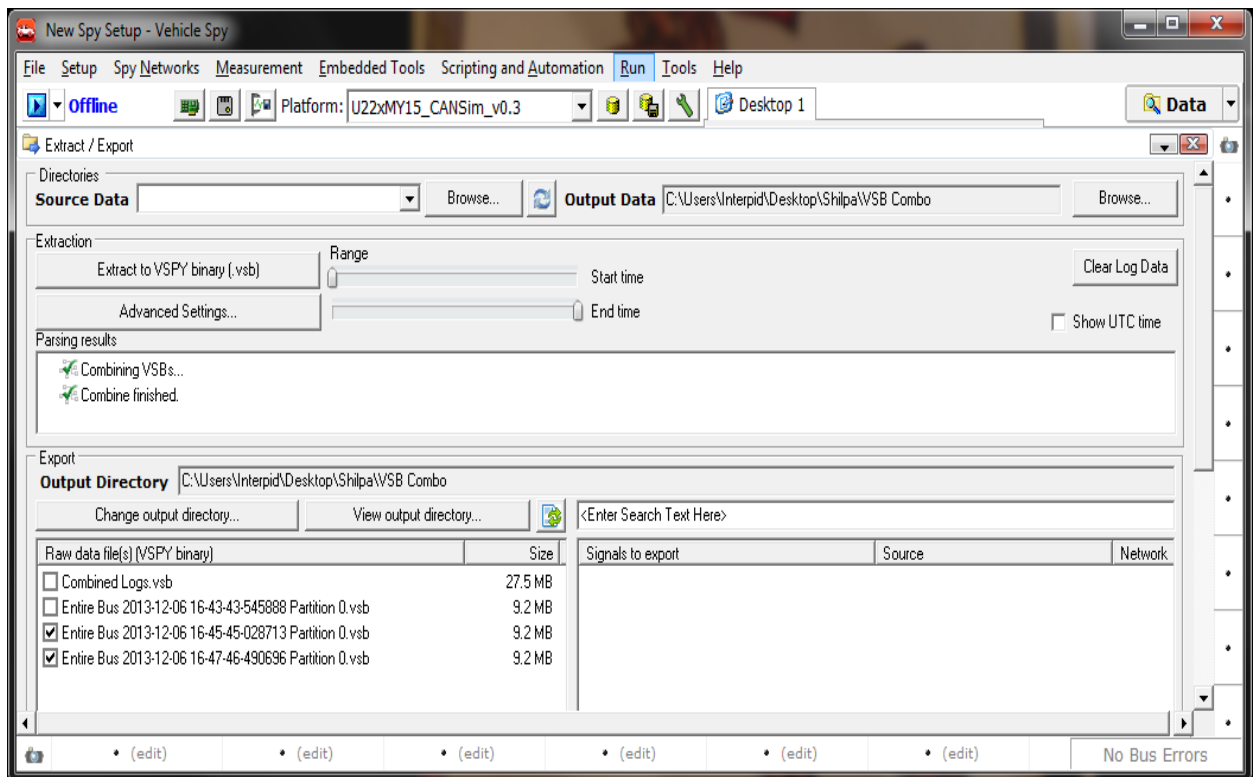 New Spy Setup - Vehicle Spy
File Setup Spy Networks Measurement Embedded Tools Scripting and Automation Run Tools Help
Offline Platform: U22xMY15_CANSim_v0.3 Desktop 1 Data
Extract / Export
Directories
Source Data Browse... Output Data C:\Users\Interpid\Desktop\Shilpa\VSB Combo Browse...
Extraction
Extract to VSPY binary (.vsb) Range Start time Clear Log Data
Advanced Settings... End time Show UTC time
Parsing results
Combining VSBs...
Combine finished.
Export
Output Directory C:\Users\Interpid\Desktop\Shilpa\VSB Combo
Change output directory... View output directory... <Enter Search Text Here>
Raw data file(s) (VSPY binary) Size Signals to export Source Network
Combined Logs.vsb 27.5 MB
Entire Bus 2013-12-06 16-43-43-545888 Partition 0.vsb 9.2 MB
Entire Bus 2013-12-06 16-45-45-028713 Partition 0.vsb 9.2 MB
Entire Bus 2013-12-06 16-47-46-490696 Partition 0.vsb 9.2 MB
(edit) (edit) (edit) (edit) (edit) (edit) No Bus Errors